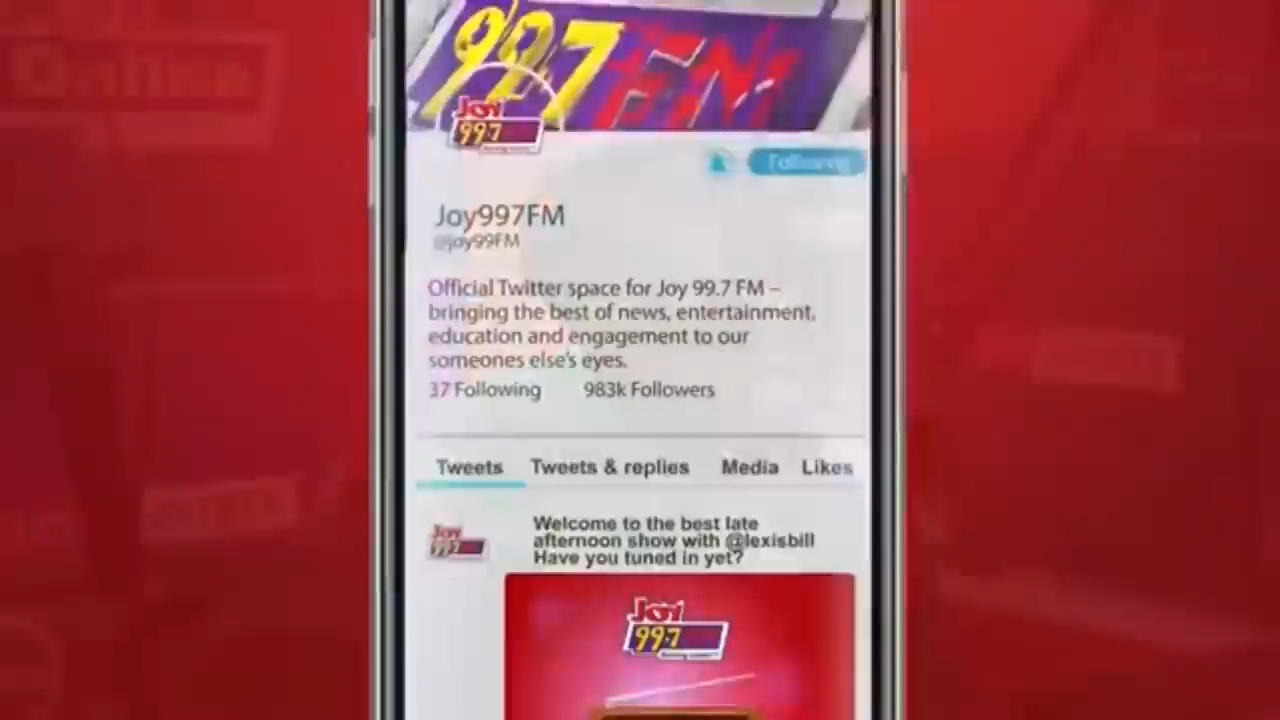 Online
99.7 FM
Joy
99.7
Following
Joy997FM
@joy99FM
Official Twitter space for Joy 99.7 FM –
bringing the best of news, entertainment,
education and engagement to our
someones else's eyes.
37 Following 983k Followers
Tweets Tweets & replies Media Likes
Joy
997
Welcome to the best late
afternoon show with @lexisbill
Have you tuned in yet?
Joy
99.7